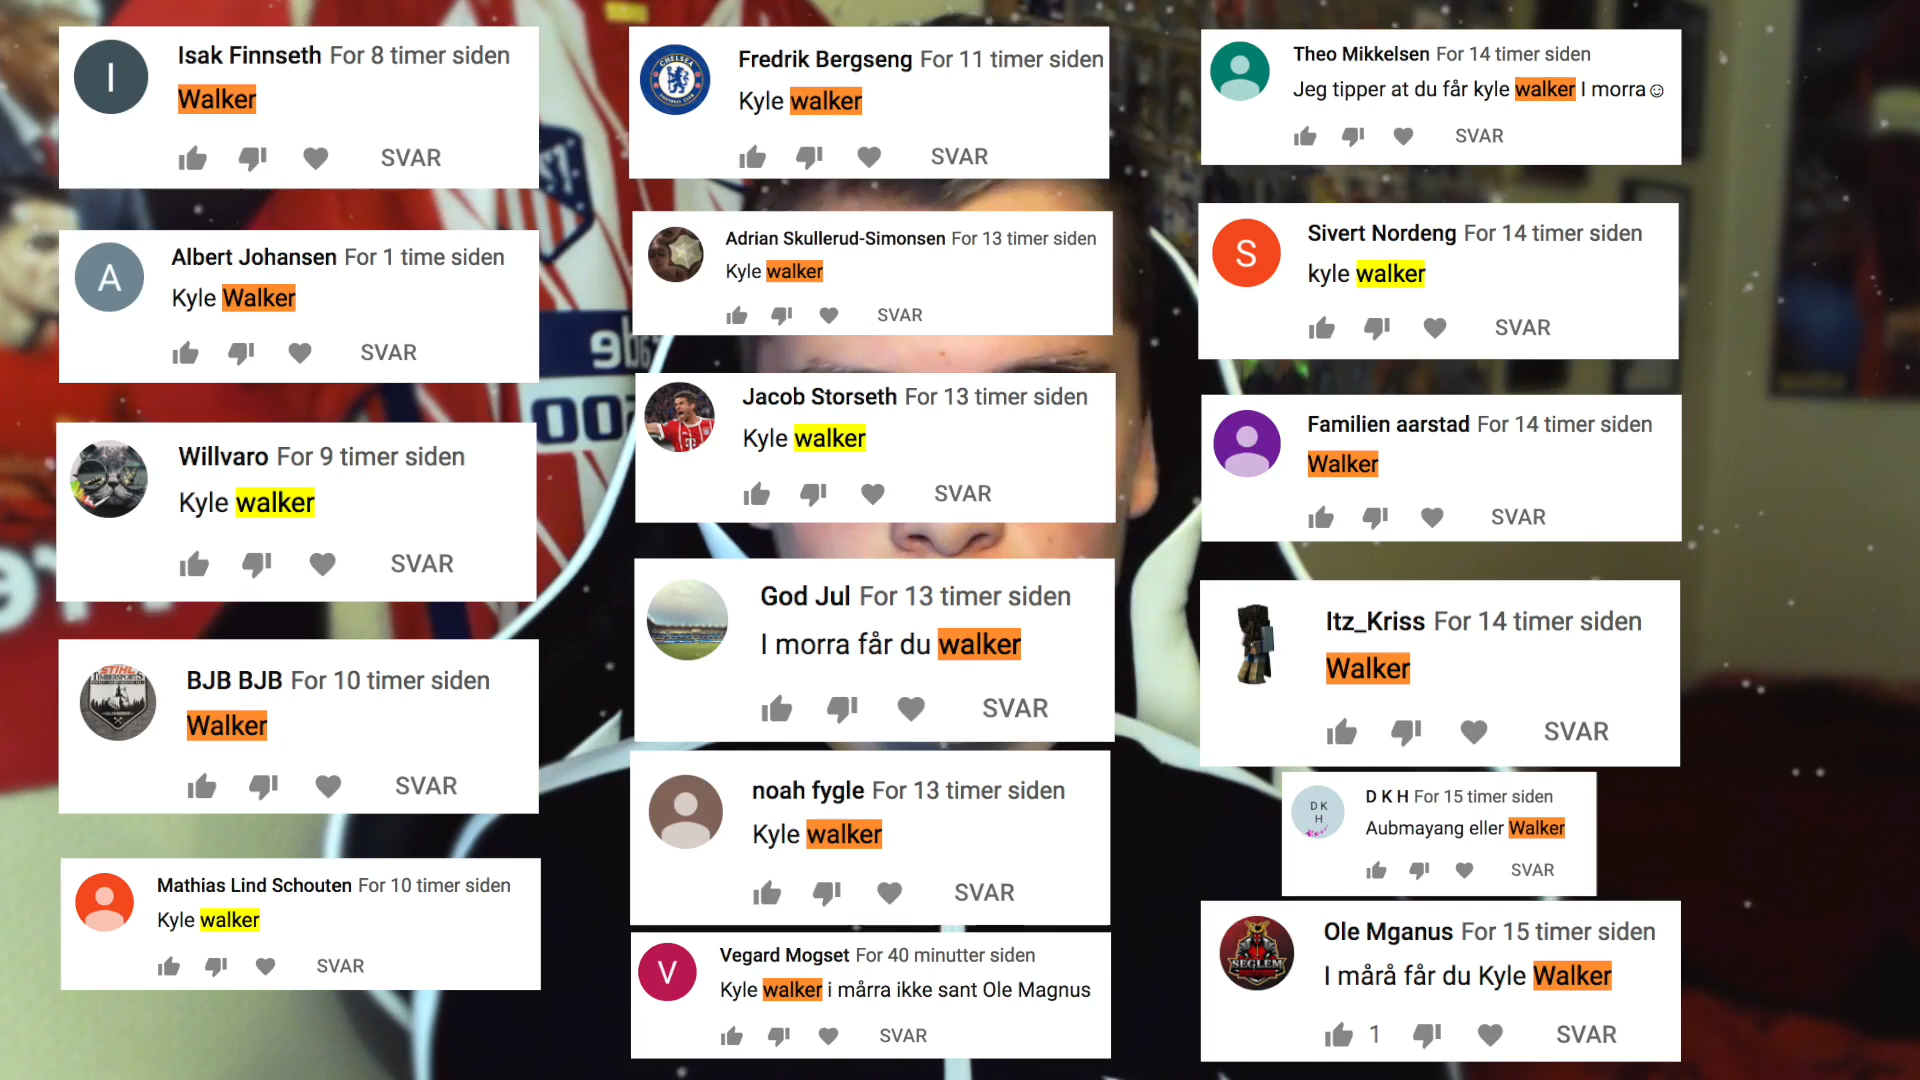 Isak Finnseth For 8 timer siden
Walker
SVAR
Albert Johansen For 1 time siden
Kyle Walker
SVAR
Willvaro For 9 timer siden
Kyle walker
SVAR
BJB BJB For 10 timer siden
Walker
SVAR
STIHL
TIMBERSPORTS
Mathias Lind Schouten For 10 timer siden
Kyle walker
SVAR
Fredrik Bergseng For 11 timer siden
Kyle walker
SVAR
CHELSEA
FOOTBALL CLUB
Adrian Skullerud-Simonsen For 13 timer siden
Kyle walker
SVAR
Jacob Storseth For 13 timer siden
Kyle walker
SVAR
God Jul For 13 timer siden
I morra får du walker
SVAR
noah fygle For 13 timer siden
Kyle walker
SVAR
V
Vegard Mogset For 40 minutter siden
Kyle walker i mårra ikke sant Ole Magnus
SVAR
Theo Mikkelsen For 14 timer siden
Jeg tipper at du får kyle walker I morra☺
SVAR
S
Sivert Nordeng For 14 timer siden
kyle walker
SVAR
Familien aarstad For 14 timer siden
Walker
SVAR
Itz_Kriss For 14 timer siden
Walker
SVAR
D K
H
D K H For 15 timer siden
Aubmayang eller Walker
SVAR
SEGLEM
Ole Mganus For 15 timer siden
I mårå får du Kyle Walker
1
SVAR
I
A